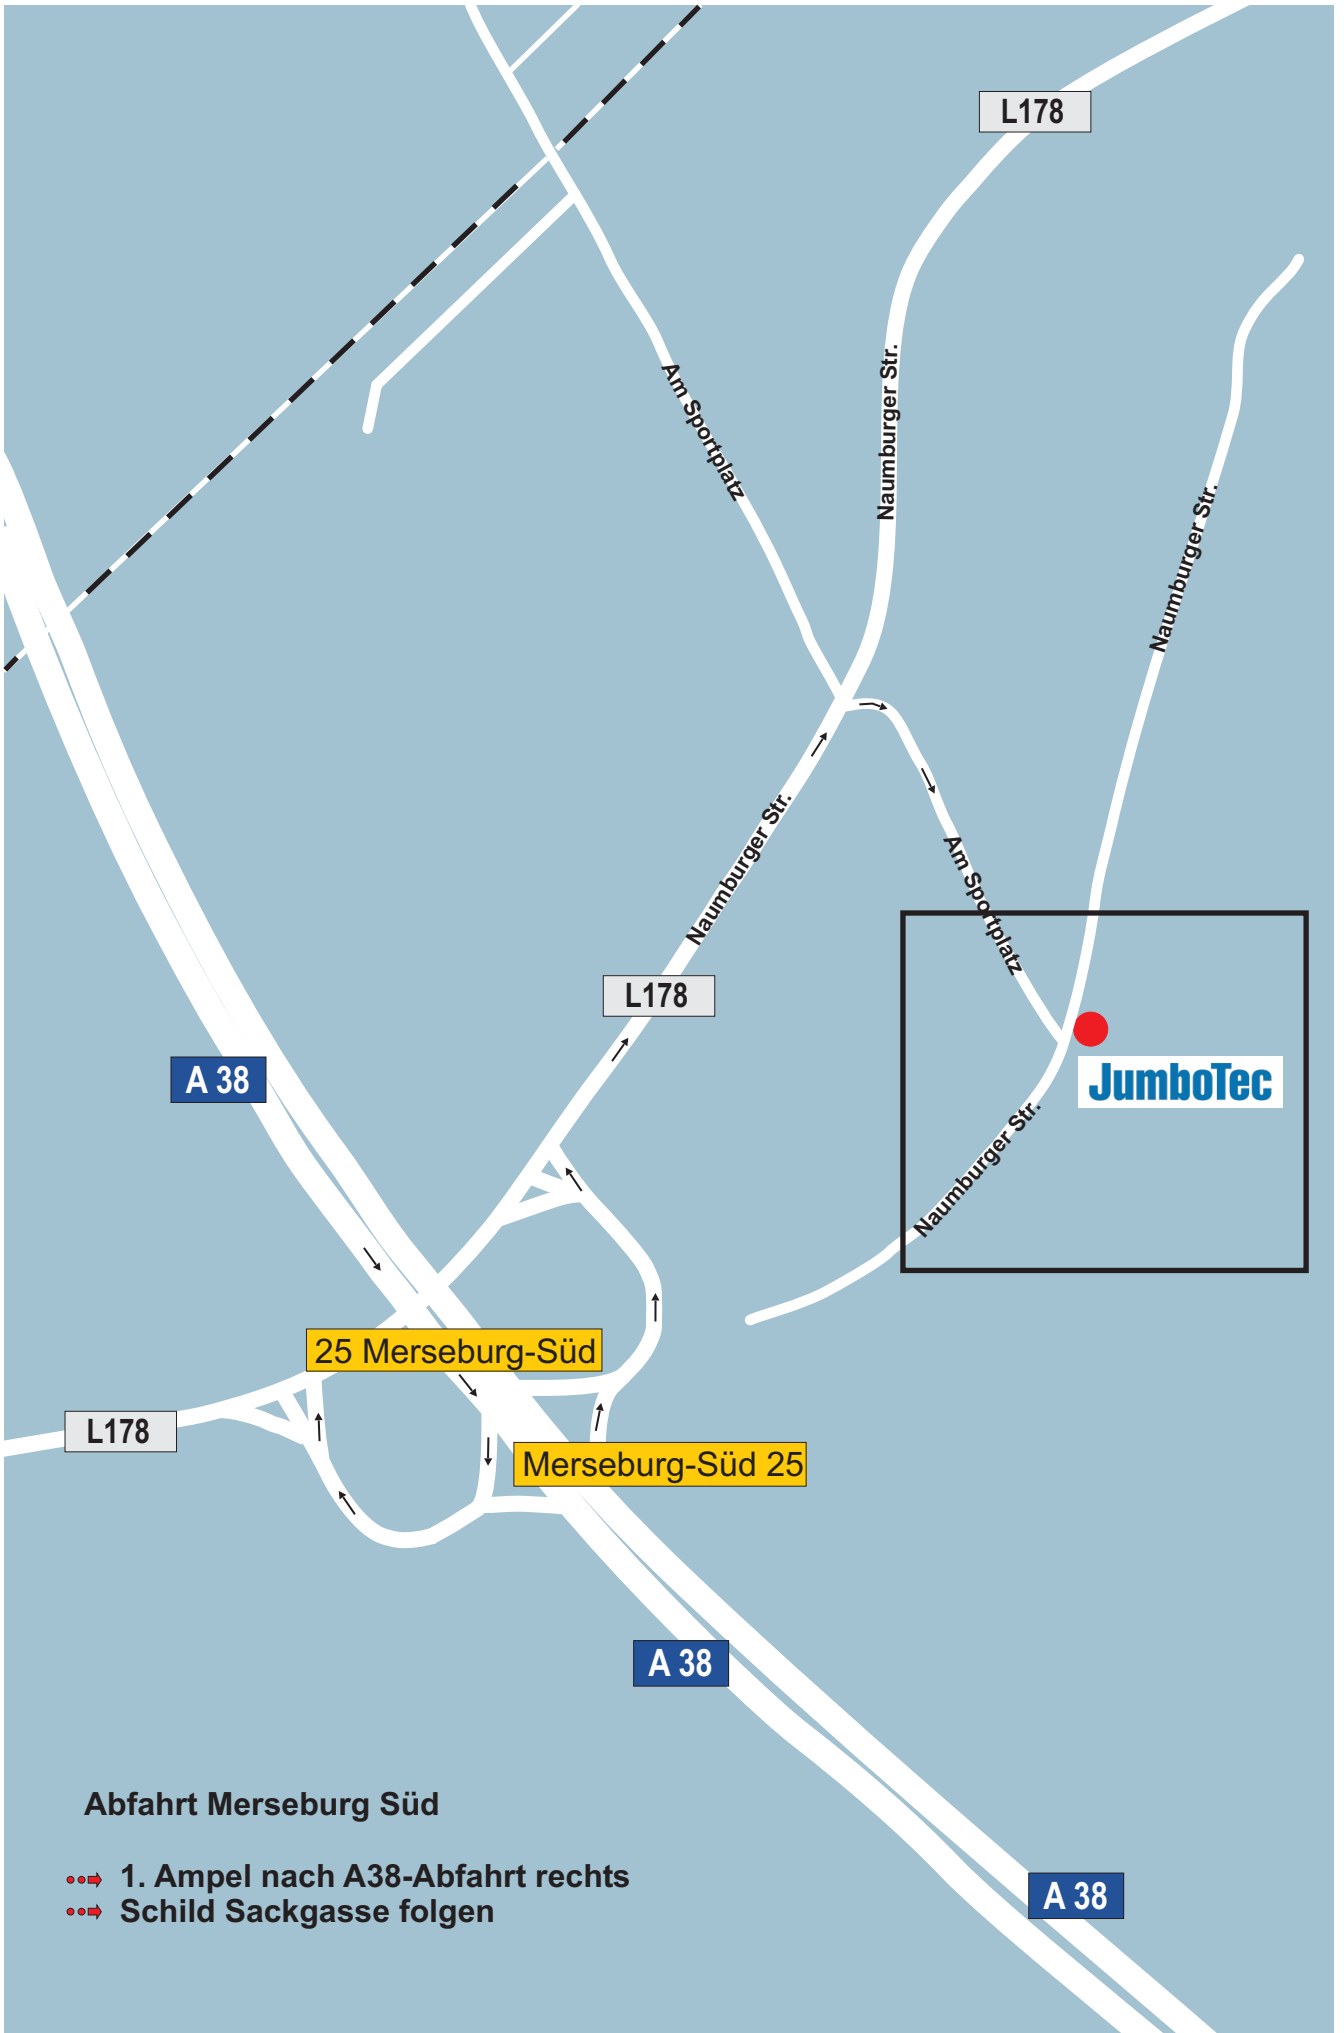 L178
Am Sportplatz
Naumburger Str.
Naumburger Str.
Naumburger Str.
Am Sportplatz
L178
A 38
JumboTec
Naumburger Str.
25 Merseburg-Süd
L178
Merseburg-Süd 25
A 38
Abfahrt Merseburg Süd
1. Ampel nach A38-Abfahrt rechts
Schild Sackgasse folgen
A 38